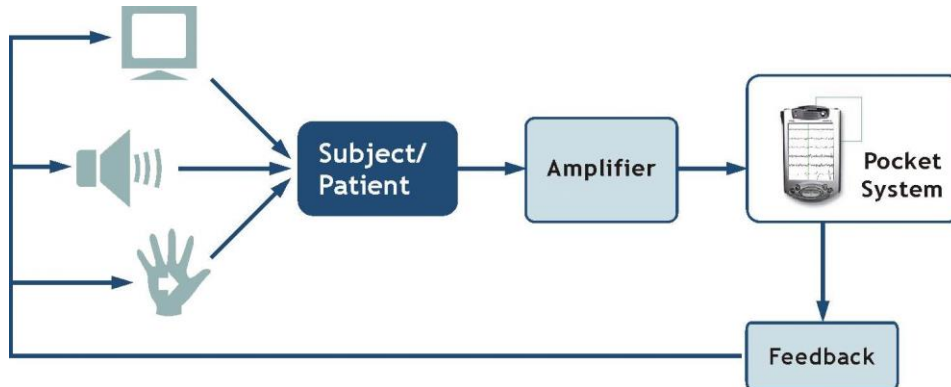 Subject/
Patient
Amplifier
Pocket
System
Feedback